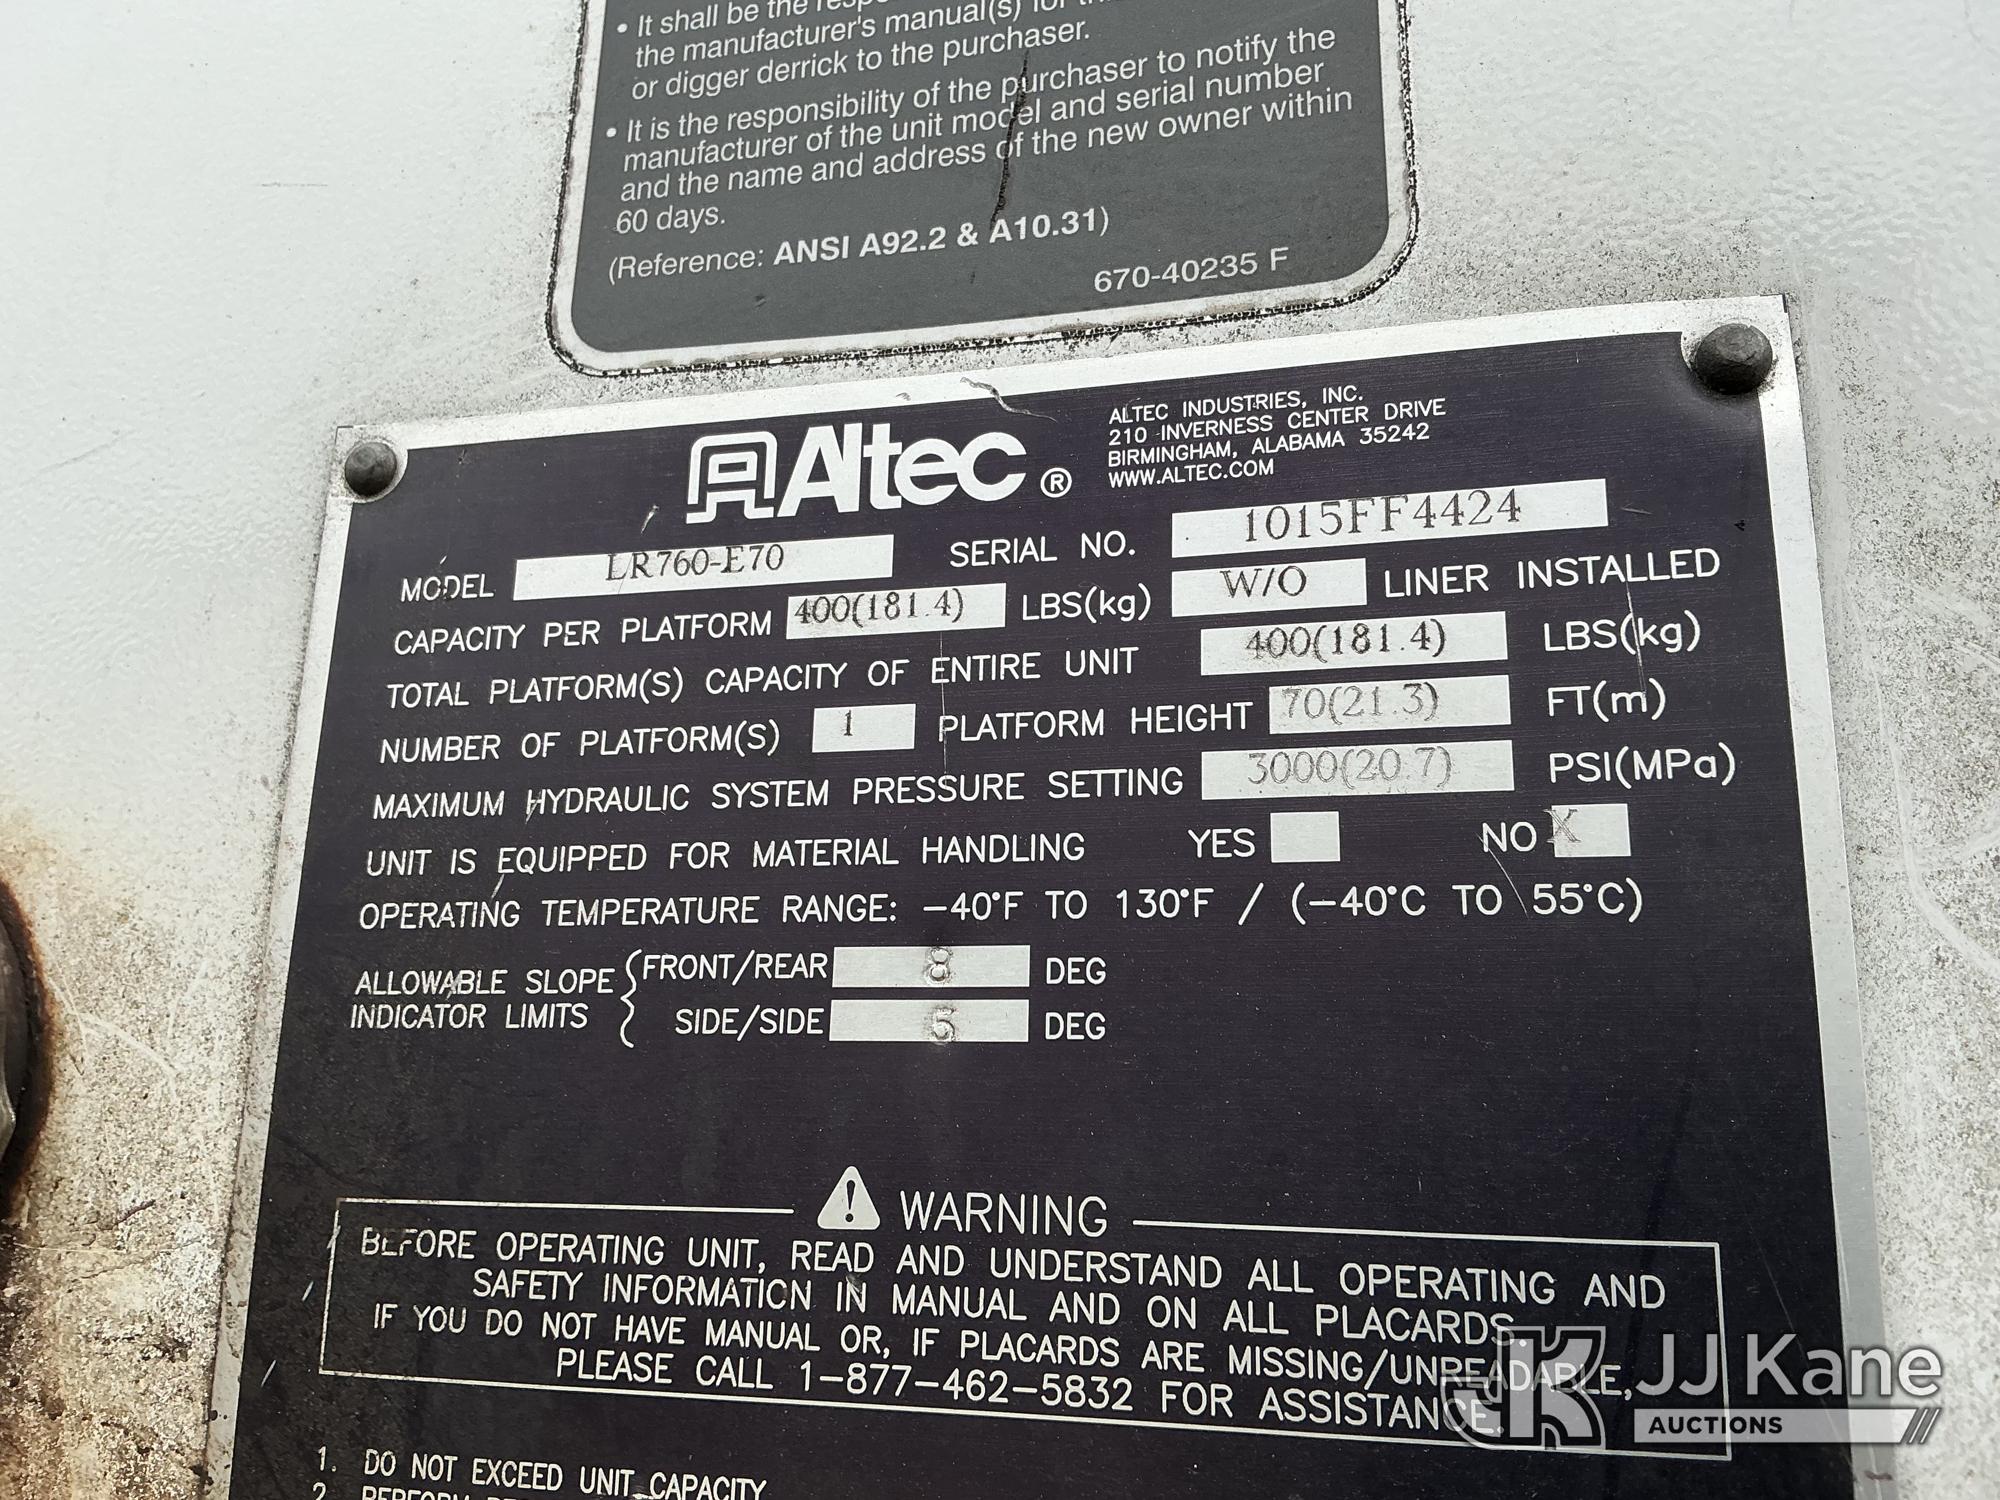 • It shall be the
the manufacturer's manual(s) for
or digger derrick to the purchaser.
• It is the responsibility of the purchaser to notify the
manufacturer of the unit model and serial number
and the name and address of the new owner within
60 days.
(Reference: ANSI A92.2 & A10.31)
670-40235 F
Altec ®
ALTEC INDUSTRIES, INC.
210 INVERNESS CENTER DRIVE
BIRMINGHAM, ALABAMA 35242
WWW.ALTEC.COM
MODEL LR760-E70 SERIAL NO. 1015FF4424
CAPACITY PER PLATFORM 400(181.4) LBS(kg) W/O LINER INSTALLED
TOTAL PLATFORM(S) CAPACITY OF ENTIRE UNIT 400(181.4) LBS(kg)
NUMBER OF PLATFORM(S) 1 PLATFORM HEIGHT 70(21.3) FT(m)
MAXIMUM HYDRAULIC SYSTEM PRESSURE SETTING 3000(20.7) PSI(MPa)
UNIT IS EQUIPPED FOR MATERIAL HANDLING YES NO X
OPERATING TEMPERATURE RANGE: -40°F TO 130°F / (-40°C TO 55°C)
ALLOWABLE SLOPE INDICATOR LIMITS
FRONT/REAR 8 DEG
SIDE/SIDE 5 DEG
WARNING
BEFORE OPERATING UNIT, READ AND UNDERSTAND ALL OPERATING AND
SAFETY INFORMATION IN MANUAL AND ON ALL PLACARDS.
IF YOU DO NOT HAVE MANUAL OR, IF PLACARDS ARE MISSING/UNREADABLE,
PLEASE CALL 1-877-462-5832 FOR ASSISTANCE.
1. DO NOT EXCEED UNIT CAPACITY
2.
JJ Kane
AUCTIONS